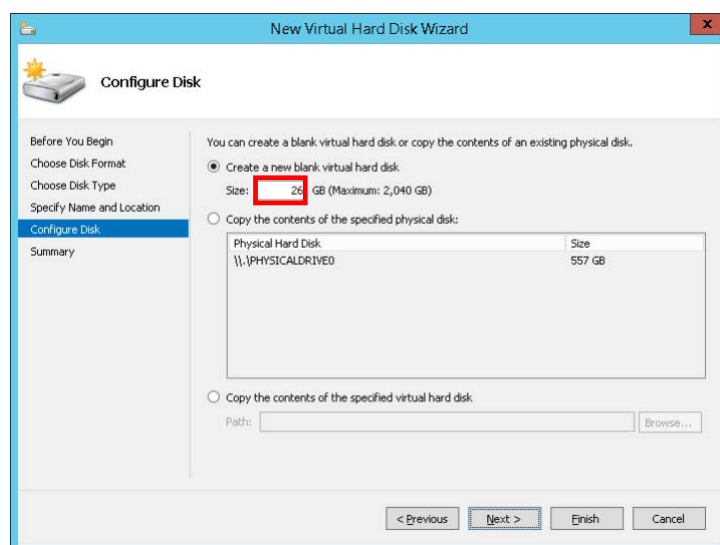 New Virtual Hard Disk Wizard
x
Configure Disk
Before You Begin
Choose Disk Format
Choose Disk Type
Specify Name and Location
Configure Disk
Summary
You can create a blank virtual hard disk or copy the contents of an existing physical disk.
Create a new blank virtual hard disk
Size: 26 GB (Maximum: 2,040 GB)
Copy the contents of the specified physical disk:
Physical Hard Disk Size
\\.\PHYSICALDRIVE0 557 GB
Copy the contents of the specified virtual hard disk
Path: Browse...
< Previous Next > Finish Cancel